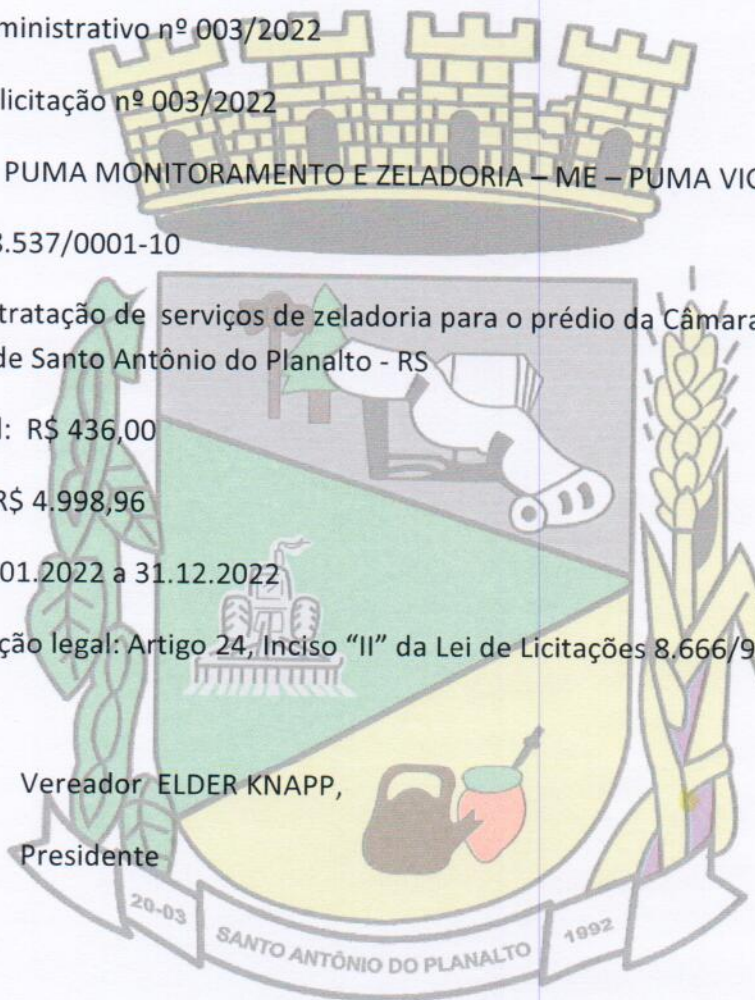 ministrativo nº 003/2022
licitação nº 003/2022
PUMA MONITORAMENTO E ZELADORIA – ME – PUMA VIG
3.537/0001-10
tratação de serviços de zeladoria para o prédio da Câmara
de Santo Antônio do Planalto - RS
l: R$ 436,00
R$ 4.998,96
01.2022 a 31.12.2022
ção legal: Artigo 24, Inciso “II” da Lei de Licitações 8.666/9
Vereador ELDER KNAPP,
Presidente
20-03 SANTO ANTÔNIO DO PLANALTO 1992